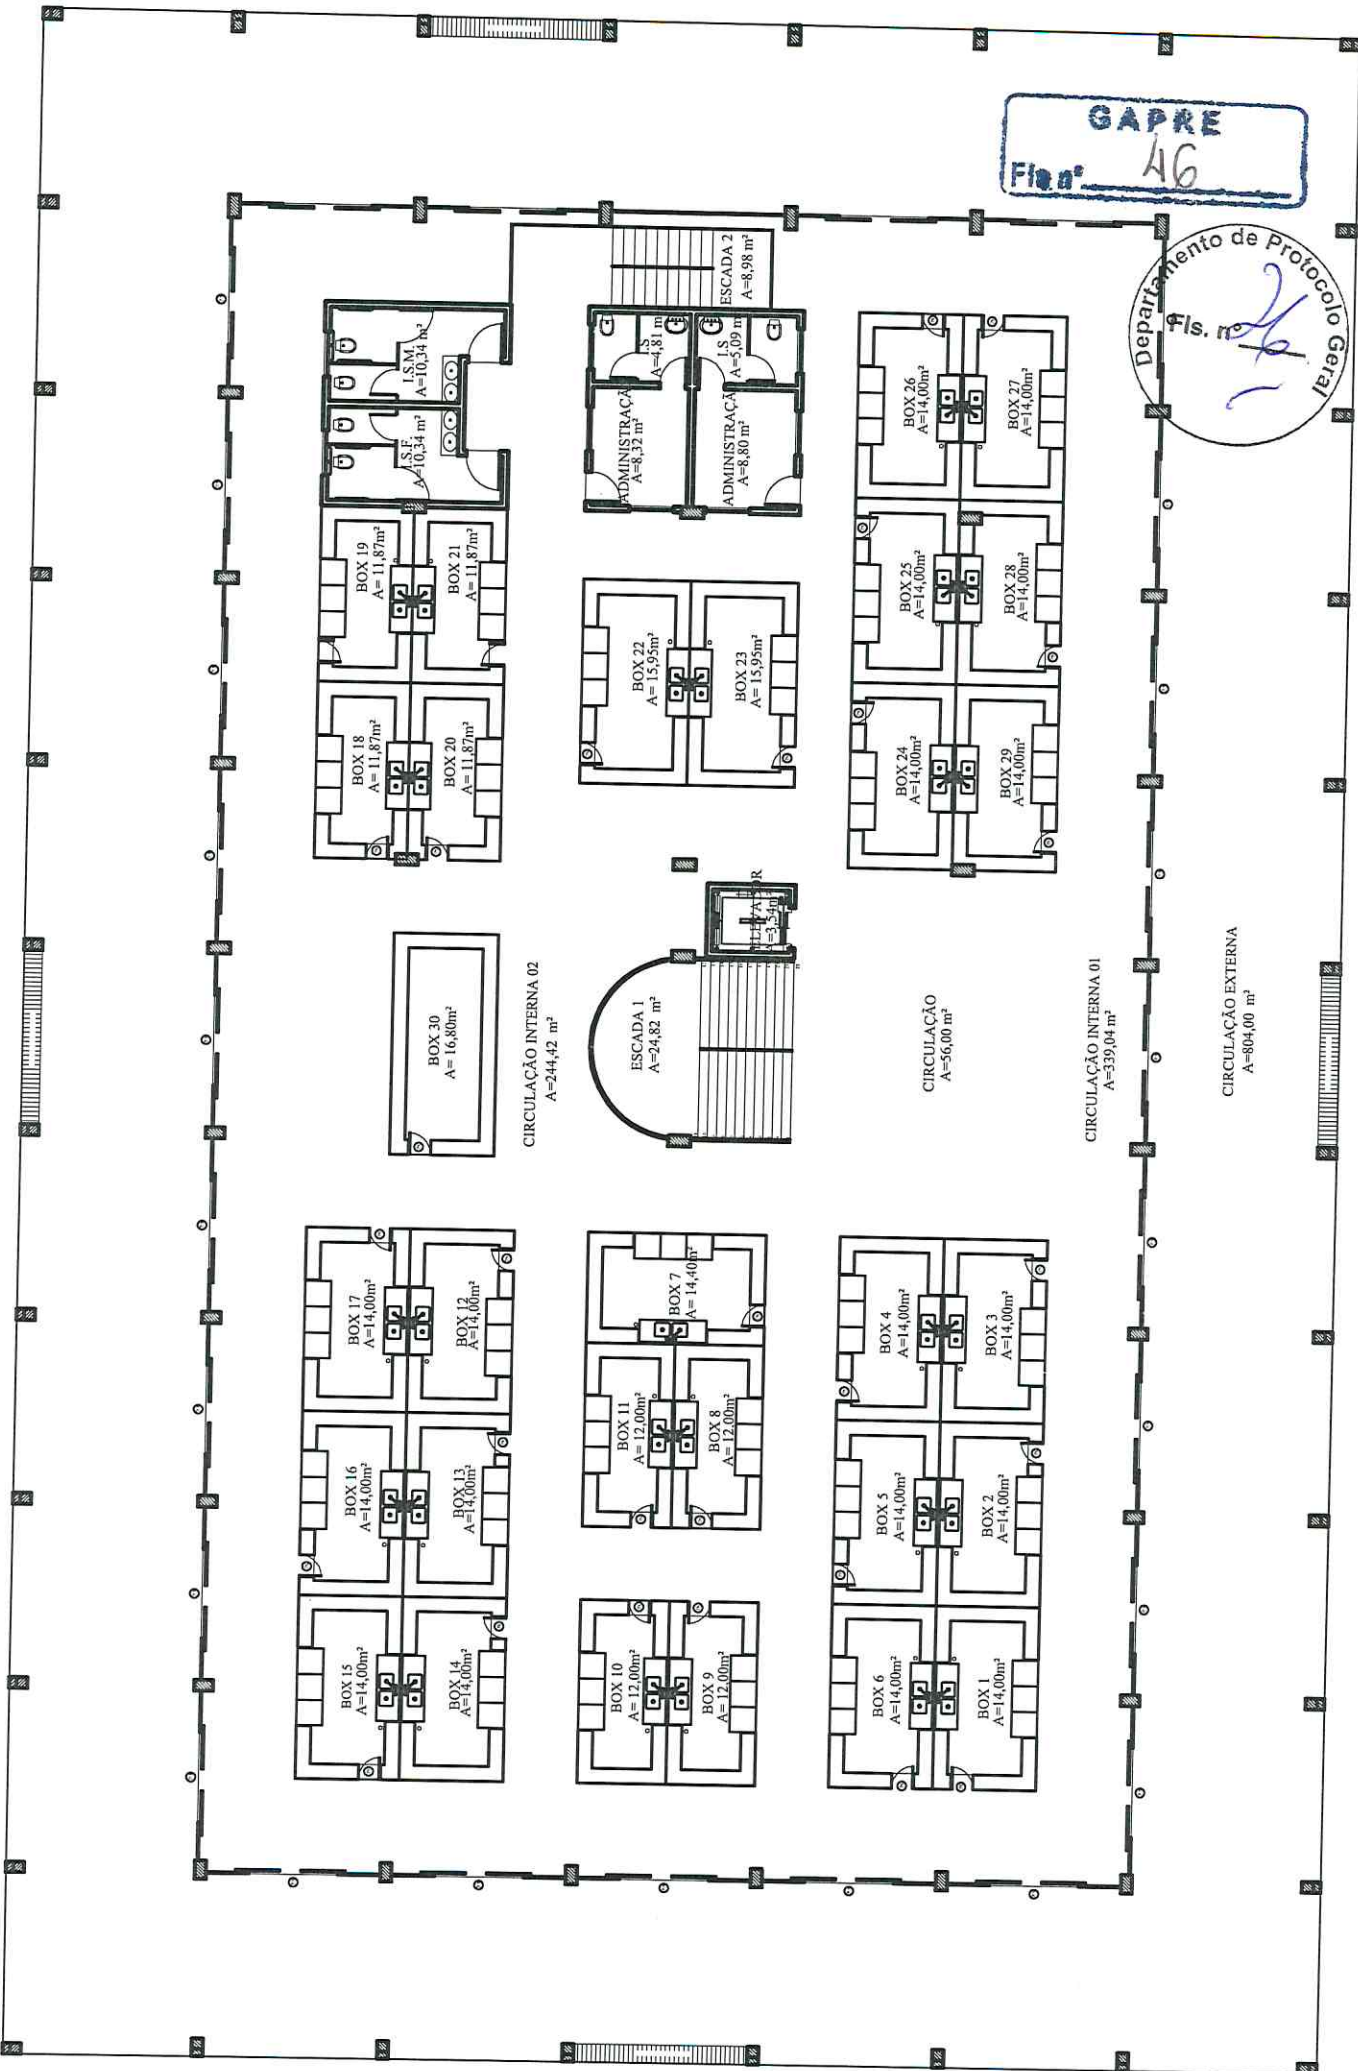 GAPRE
Fls nº 46
Departamento de Protocolo Geral
Fls. nº
ESCADA 2
A=8,98 m²
I.S.M.
A=10,34 m²
I.S.F.
A=10,34 m²
I.S
A=4,81 m
I.S
A=5,09 m
ADMINISTRAÇÃ
A=8,32 m²
ADMINISTRAÇÃ
A=8,80 m²
BOX 26
A=14,00m²
BOX 27
A=14,00m²
BOX 19
A= 11,87m²
BOX 21
A= 11,87m²
BOX 25
A=14,00m²
BOX 28
A=14,00m²
BOX 22
A= 15,95m²
BOX 23
A= 15,95m²
BOX 18
A= 11,87m²
BOX 20
A= 11,87m²
BOX 24
A=14,00m²
BOX 29
A=14,00m²
ELEVADOR
A=3,54m²
BOX 30
A= 16,80m²
CIRCULAÇÃO INTERNA 02
A=244,42 m²
ESCADA 1
A=24,82 m²
CIRCULAÇÃO
A=56,00 m²
CIRCULAÇÃO INTERNA 01
A=339,04 m²
CIRCULAÇÃO EXTERNA
A=804,00 m²
BOX 17
A=14,00m²
BOX 12
A=14,00m²
BOX 7
A= 14,40m²
BOX 4
A=14,00m²
BOX 3
A=14,00m²
BOX 16
A=14,00m²
BOX 13
A=14,00m²
BOX 11
A= 12,00m²
BOX 8
A= 12,00m²
BOX 5
A=14,00m²
BOX 2
A=14,00m²
BOX 15
A=14,00m²
BOX 14
A=14,00m²
BOX 10
A= 12,00m²
BOX 9
A= 12,00m²
BOX 6
A=14,00m²
BOX 1
A=14,00m²